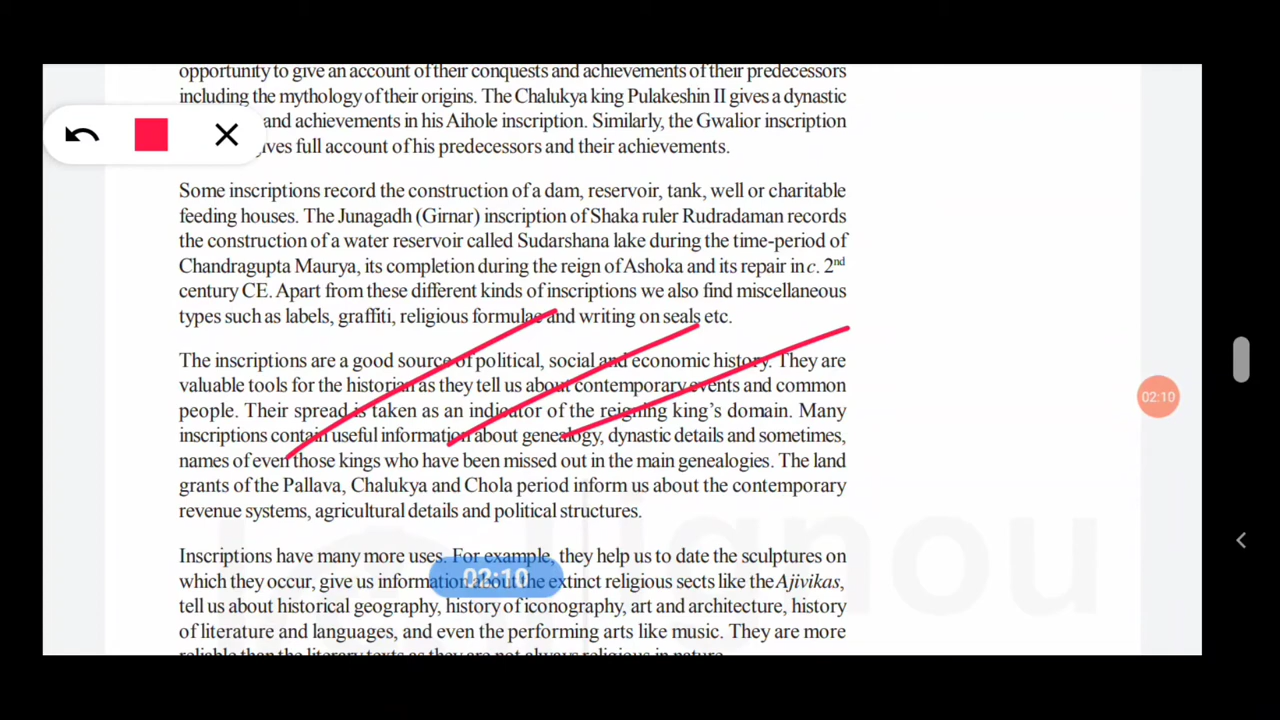 opportunity to give an account of their conquests and achievements of their predecessors
including the mythology of their origins. The Chalukya king Pulakeshin II gives a dynastic
and achievements in his Aihole inscription. Similarly, the Gwalior inscription
gives full account of his predecessors and their achievements.
Some inscriptions record the construction of a dam, reservoir, tank, well or charitable
feeding houses. The Junagadh (Girnar) inscription of Shaka ruler Rudradaman records
the construction of a water reservoir called Sudarshana lake during the time-period of
Chandragupta Maurya, its completion during the reign of Ashoka and its repair in c. 2nd
century CE. Apart from these different kinds of inscriptions we also find miscellaneous
types such as labels, graffiti, religious formulae and writing on seals etc.
The inscriptions are a good source of political, social and economic history. They are
valuable tools for the historian as they tell us about contemporary events and common
people. Their spread is taken as an indicator of the reigning king's domain. Many
inscriptions contain useful information about genealogy, dynastic details and sometimes,
names of even those kings who have been missed out in the main genealogies. The land
grants of the Pallava, Chalukya and Chola period inform us about the contemporary
revenue systems, agricultural details and political structures.
Inscriptions have many more uses. For example, they help us to date the sculptures on
which they occur, give us information about the extinct religious sects like the Ajivikas,
tell us about historical geography, history of iconography, art and architecture, history
of literature and languages, and even the performing arts like music. They are more
reliable than the literary texts as they are not always religious in nature.
02:10
02:10
ignou